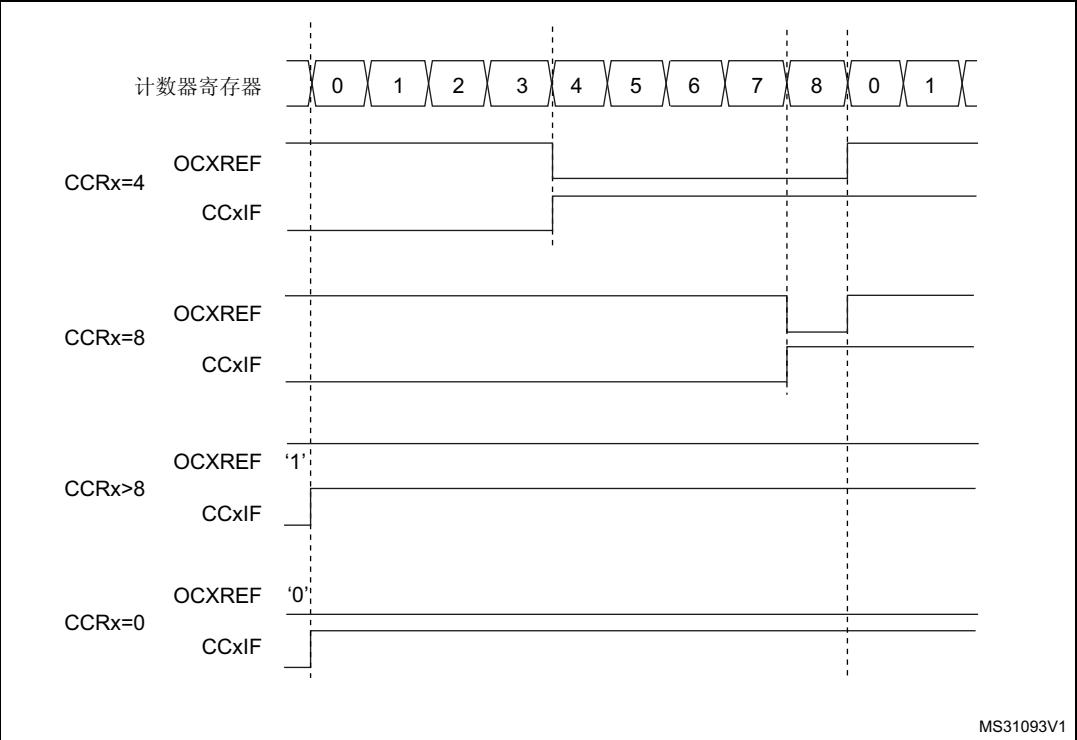 计数器寄存器 0 1 2 3 4 5 6 7 8 0 1
OCXREF
CCRx=4
CCxIF
OCXREF
CCRx=8
CCxIF
OCXREF ‘1’
CCRx>8
CCxIF
OCXREF ‘0’
CCRx=0
CCxIF
MS31093V1